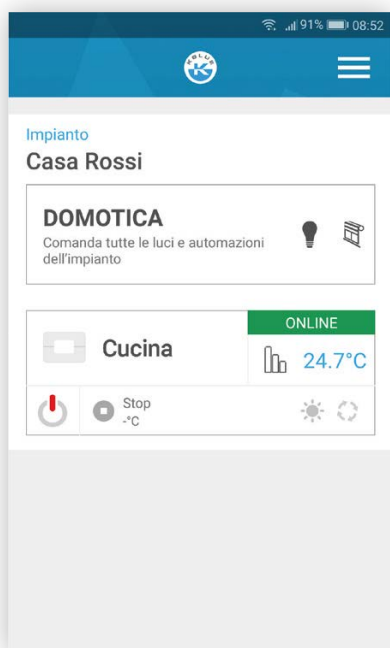 91% 08:52
KBLUE
K
Impianto
Casa Rossi
DOMOTICA
Comanda tutte le luci e automazioni
dell'impianto
ONLINE
Cucina
24.7°C
Stop
-°C